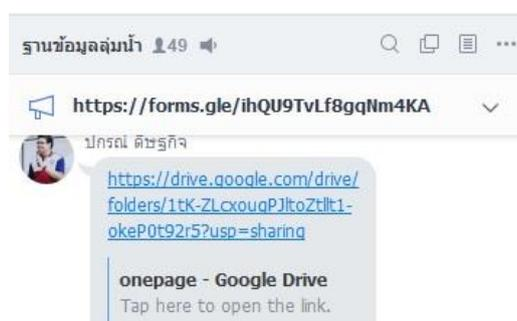 ฐานข้อมูลลุ่มน้ำ 49
https://forms.gle/ihQU9TvLf8gqNm4KA
ปกรณ์ ดิษฐกิจ
https://drive.google.com/drive/
folders/1tK-ZLcxougPJltoZtllt1-
okeP0t92r5?usp=sharing
onepage - Google Drive
Tap here to open the link.